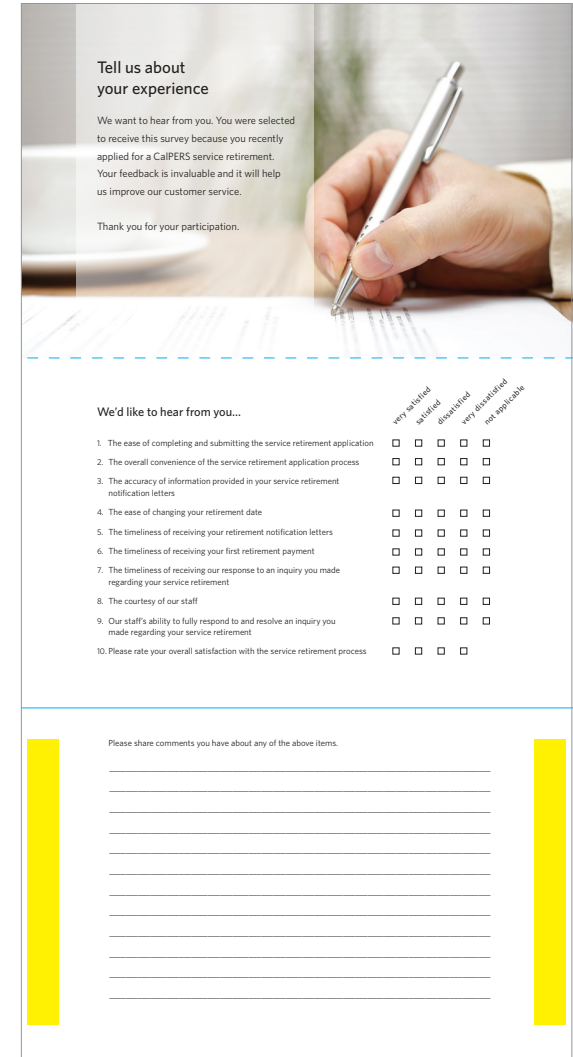 Tell us about
your experience
We want to hear from you. You were selected
to receive this survey because you recently
applied for a CalPERS service retirement.
Your feedback is invaluable and it will help
us improve our customer service.
Thank you for your participation.
We'd like to hear from you...
very satisfied
satisfied
dissatisfied
very dissatisfied
not applicable
1. The ease of completing and submitting the service retirement application
2. The overall convenience of the service retirement application process
3. The accuracy of information provided in your service retirement
notification letters
4. The ease of changing your retirement date
5. The timeliness of receiving your retirement notification letters
6. The timeliness of receiving your first retirement payment
7. The timeliness of receiving our response to an inquiry you made
regarding your service retirement
8. The courtesy of our staff
9. Our staff's ability to fully respond to and resolve an inquiry you
made regarding your service retirement
10. Please rate your overall satisfaction with the service retirement process
Please share comments you have about any of the above items.